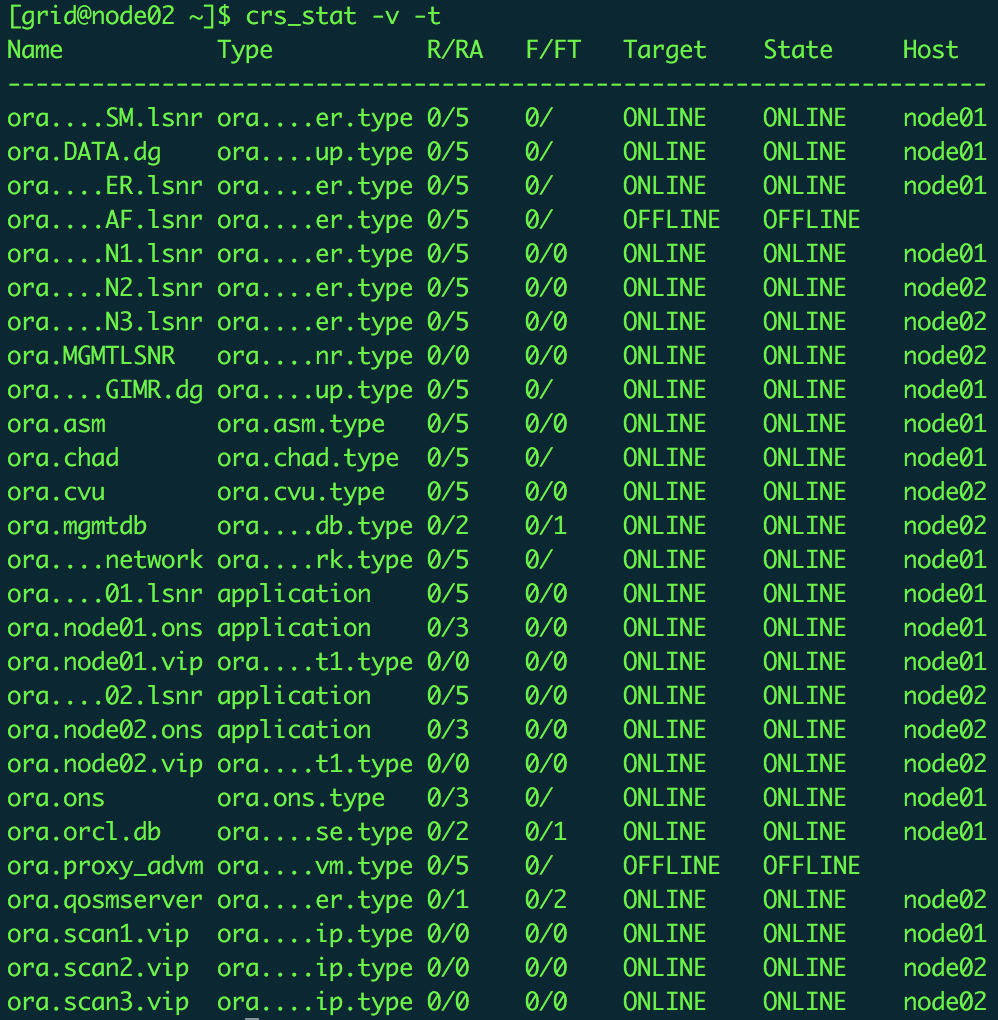 [grid@node02 ~]$ crs_stat -v -t
Name           Type           R/RA   F/FT   Target    State     Host
----------------------------------------------------------------------
ora....SM.lsnr ora....er.type 0/5    0/     ONLINE    ONLINE    node01
ora.DATA.dg    ora....up.type 0/5    0/     ONLINE    ONLINE    node01
ora....ER.lsnr ora....er.type 0/5    0/     ONLINE    ONLINE    node01
ora....AF.lsnr ora....er.type 0/5    0/     OFFLINE   OFFLINE
ora....N1.lsnr ora....er.type 0/5    0/0    ONLINE    ONLINE    node01
ora....N2.lsnr ora....er.type 0/5    0/0    ONLINE    ONLINE    node02
ora....N3.lsnr ora....er.type 0/5    0/0    ONLINE    ONLINE    node02
ora.MGMTLSNR   ora....nr.type 0/0    0/0    ONLINE    ONLINE    node02
ora....GIMR.dg ora....up.type 0/5    0/     ONLINE    ONLINE    node01
ora.asm        ora.asm.type   0/5    0/0    ONLINE    ONLINE    node01
ora.chad       ora.chad.type  0/5    0/     ONLINE    ONLINE    node01
ora.cvu        ora.cvu.type   0/5    0/0    ONLINE    ONLINE    node02
ora.mgmtdb     ora....db.type 0/2    0/1    ONLINE    ONLINE    node02
ora....network ora....rk.type 0/5    0/     ONLINE    ONLINE    node01
ora....01.lsnr application    0/5    0/0    ONLINE    ONLINE    node01
ora.node01.ons application    0/3    0/0    ONLINE    ONLINE    node01
ora.node01.vip ora....t1.type 0/0    0/0    ONLINE    ONLINE    node01
ora....02.lsnr application    0/5    0/0    ONLINE    ONLINE    node02
ora.node02.ons application    0/3    0/0    ONLINE    ONLINE    node02
ora.node02.vip ora....t1.type 0/0    0/0    ONLINE    ONLINE    node02
ora.ons        ora.ons.type   0/3    0/     ONLINE    ONLINE    node01
ora.orcl.db    ora....se.type 0/2    0/1    ONLINE    ONLINE    node01
ora.proxy_advm ora....vm.type 0/5    0/     OFFLINE   OFFLINE
ora.qosmserver ora....er.type 0/1    0/2    ONLINE    ONLINE    node02
ora.scan1.vip  ora....ip.type 0/0    0/0    ONLINE    ONLINE    node01
ora.scan2.vip  ora....ip.type 0/0    0/0    ONLINE    ONLINE    node02
ora.scan3.vip  ora....ip.type 0/0    0/0    ONLINE    ONLINE    node02